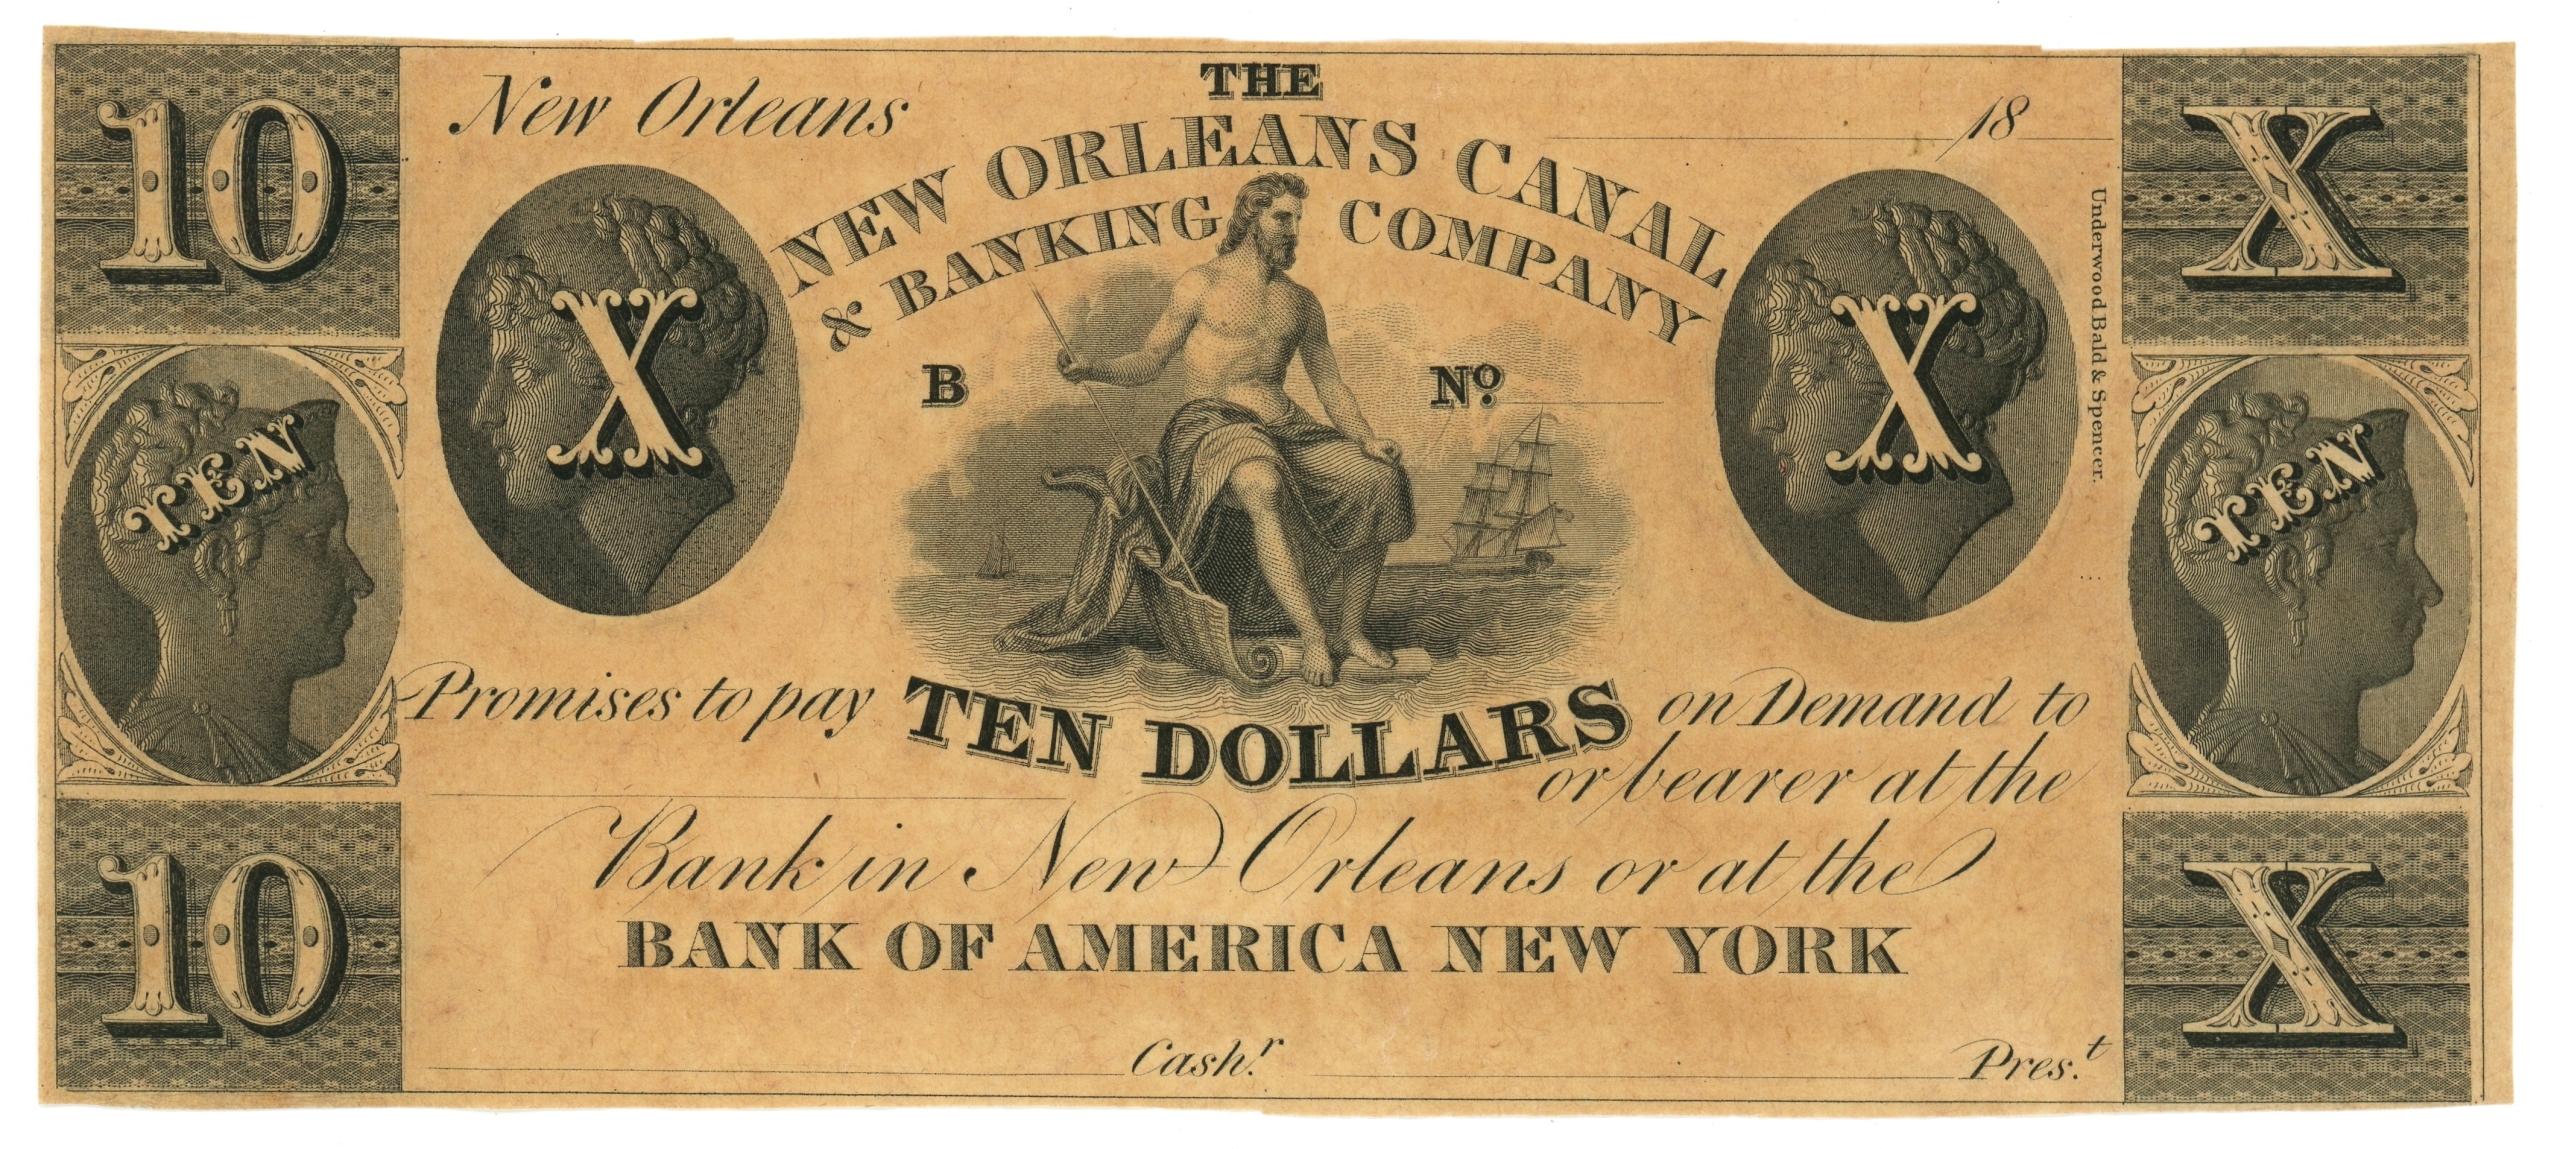 10
New Orleans
THE
18
X
NEW ORLEANS CANAL
& BANKING COMPANY
X
X
B
No.
X
Underwood Bald & Spencer.
TEN
TEN
Promises to pay TEN DOLLARS on Demand to
or bearer at the
Bank in New Orleans or at the
BANK OF AMERICA NEW YORK
10
X
Cashr.
Prest.